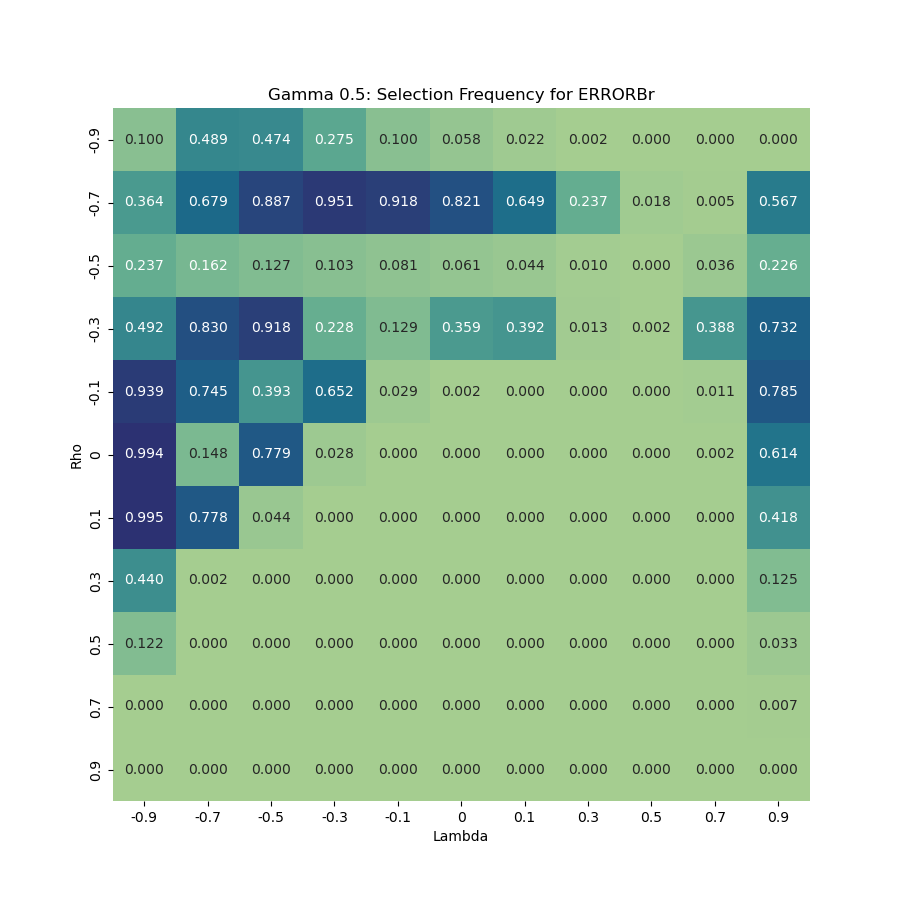 Gamma 0.5: Selection Frequency for ERRORBr
-0.9 0.100 0.489 0.474 0.275 0.100 0.058 0.022 0.002 0.000 0.000 0.000
-0.7 0.364 0.679 0.887 0.951 0.918 0.821 0.649 0.237 0.018 0.005 0.567
-0.5 0.237 0.162 0.127 0.103 0.081 0.061 0.044 0.010 0.000 0.036 0.226
-0.3 0.492 0.830 0.918 0.228 0.129 0.359 0.392 0.013 0.002 0.388 0.732
-0.1 0.939 0.745 0.393 0.652 0.029 0.002 0.000 0.000 0.000 0.011 0.785
Rho
0 0.994 0.148 0.779 0.028 0.000 0.000 0.000 0.000 0.000 0.002 0.614
0.1 0.995 0.778 0.044 0.000 0.000 0.000 0.000 0.000 0.000 0.000 0.418
0.3 0.440 0.002 0.000 0.000 0.000 0.000 0.000 0.000 0.000 0.000 0.125
0.5 0.122 0.000 0.000 0.000 0.000 0.000 0.000 0.000 0.000 0.000 0.033
0.7 0.000 0.000 0.000 0.000 0.000 0.000 0.000 0.000 0.000 0.000 0.007
0.9 0.000 0.000 0.000 0.000 0.000 0.000 0.000 0.000 0.000 0.000 0.000
-0.9 -0.7 -0.5 -0.3 -0.1 0 0.1 0.3 0.5 0.7 0.9
Lambda